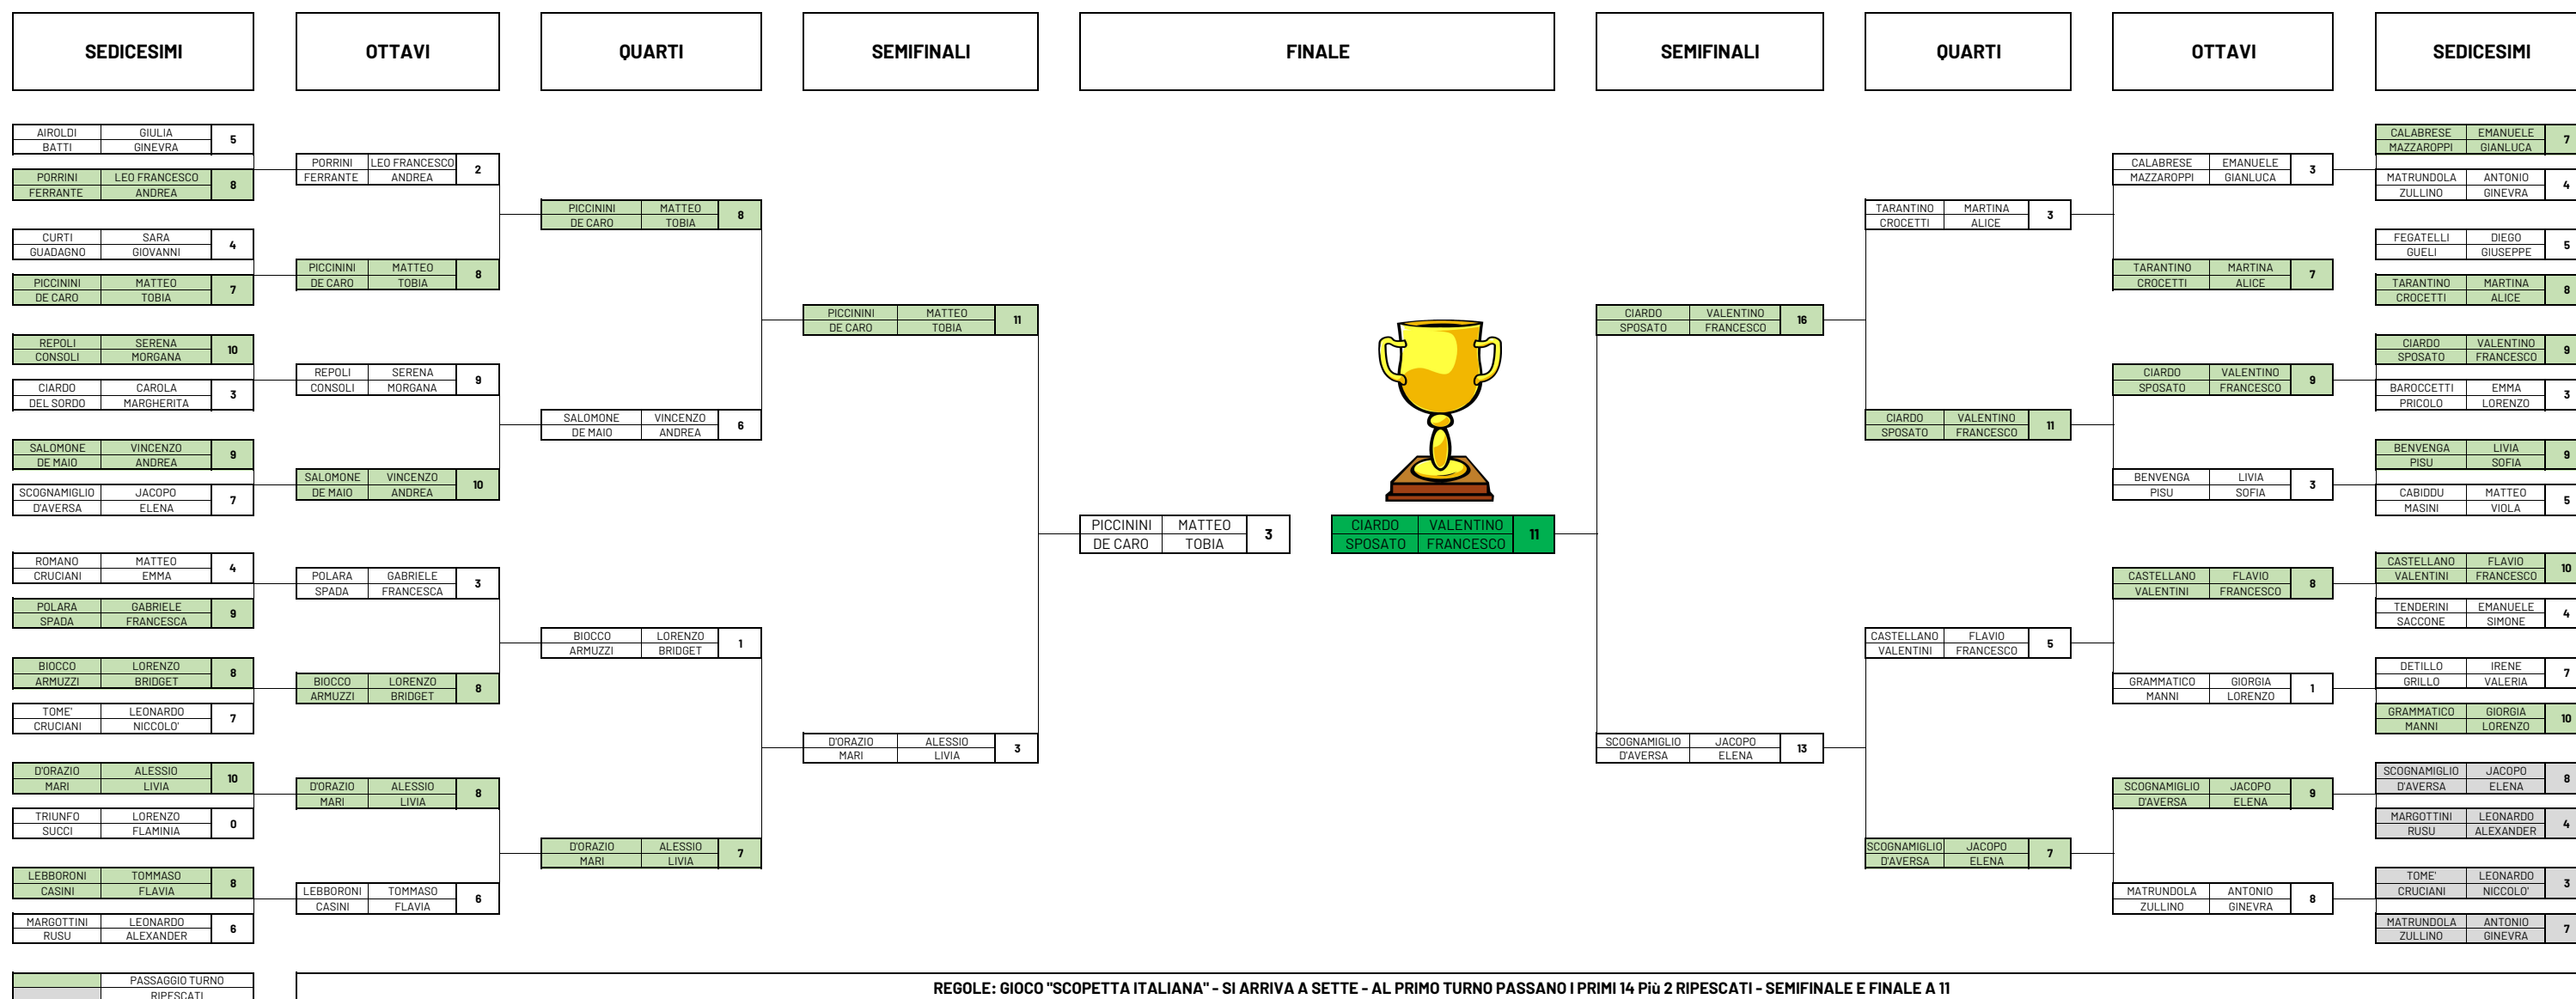 SEDICESIMI OTTAVI QUARTI SEMIFINALI FINALE SEMIFINALI QUARTI OTTAVI SEDICESIMI
AIROLDI GIULIA 5
BATTI GINEVRA
PORRINI LEO FRANCESCO 8
FERRANTE ANDREA
CURTI SARA 4
GUADAGNO GIOVANNI
PICCININI MATTEO 7
DE CARO TOBIA
REPOLI SERENA 10
CONSOLI MORGANA
CIARDO CAROLA 3
DEL SORDO MARGHERITA
SALOMONE VINCENZO 9
DE MAIO ANDREA
SCOGNAMIGLIO JACOPO 7
D'AVERSA ELENA
ROMANO MATTEO 4
CRUCIANI EMMA
POLARA GABRIELE 9
SPADA FRANCESCA
BIOCCO LORENZO 8
ARMUZZI BRIDGET
TOME' LEONARDO 7
CRUCIANI NICCOLO'
D'ORAZIO ALESSIO 10
MARI LIVIA
TRIUNFO LORENZO 0
SUCCI FLAMINIA
LEBBORONI TOMMASO 8
CASINI FLAVIA
MARGOTTINI LEONARDO 6
RUSU ALEXANDER
PORRINI LEO FRANCESCO 2
FERRANTE ANDREA
PICCININI MATTEO 8
DE CARO TOBIA
REPOLI SERENA 9
CONSOLI MORGANA
SALOMONE VINCENZO 10
DE MAIO ANDREA
POLARA GABRIELE 3
SPADA FRANCESCA
BIOCCO LORENZO 8
ARMUZZI BRIDGET
D'ORAZIO ALESSIO 8
MARI LIVIA
LEBBORONI TOMMASO 6
CASINI FLAVIA
PICCININI MATTEO 8
DE CARO TOBIA
SALOMONE VINCENZO 6
DE MAIO ANDREA
BIOCCO LORENZO 1
ARMUZZI BRIDGET
D'ORAZIO ALESSIO 7
MARI LIVIA
PICCININI MATTEO 11
DE CARO TOBIA
D'ORAZIO ALESSIO 3
MARI LIVIA
PICCININI MATTEO 3
DE CARO TOBIA
CIARDO VALENTINO 11
SPOSATO FRANCESCO
CIARDO VALENTINO 16
SPOSATO FRANCESCO
SCOGNAMIGLIO JACOPO 13
D'AVERSA ELENA
TARANTINO MARTINA 3
CROCETTI ALICE
CIARDO VALENTINO 11
SPOSATO FRANCESCO
CASTELLANO FLAVIO 5
VALENTINI FRANCESCO
SCOGNAMIGLIO JACOPO 7
D'AVERSA ELENA
CALABRESE EMANUELE 3
MAZZAROPPI GIANLUCA
TARANTINO MARTINA 7
CROCETTI ALICE
CIARDO VALENTINO 9
SPOSATO FRANCESCO
BENVENGA LIVIA 3
PISU SOFIA
CASTELLANO FLAVIO 8
VALENTINI FRANCESCO
GRAMMATICO GIORGIA 1
MANNI LORENZO
SCOGNAMIGLIO JACOPO 9
D'AVERSA ELENA
MATRUNDOLA ANTONIO 8
ZULLINO GINEVRA
CALABRESE EMANUELE 7
MAZZAROPPI GIANLUCA
MATRUNDOLA ANTONIO 4
ZULLINO GINEVRA
FEGATELLI DIEGO 5
GUELI GIUSEPPE
TARANTINO MARTINA 8
CROCETTI ALICE
CIARDO VALENTINO 9
SPOSATO FRANCESCO
BAROCCETTI EMMA 3
PRICOLO LORENZO
BENVENGA LIVIA 9
PISU SOFIA
CABIDDU MATTEO 5
MASINI VIOLA
CASTELLANO FLAVIO 10
VALENTINI FRANCESCO
TENDERINI EMANUELE 4
SACCONE SIMONE
DETILLO IRENE 7
GRILLO VALERIA
GRAMMATICO GIORGIA 10
MANNI LORENZO
SCOGNAMIGLIO JACOPO 8
D'AVERSA ELENA
MARGOTTINI LEONARDO 4
RUSU ALEXANDER
TOME' LEONARDO 3
CRUCIANI NICCOLO'
MATRUNDOLA ANTONIO 7
ZULLINO GINEVRA
PASSAGGIO TURNO
RIPESCATI
REGOLE: GIOCO "SCOPETTA ITALIANA" - SI ARRIVA A SETTE - AL PRIMO TURNO PASSANO I PRIMI 14 Più 2 RIPESCATI - SEMIFINALE E FINALE A 11